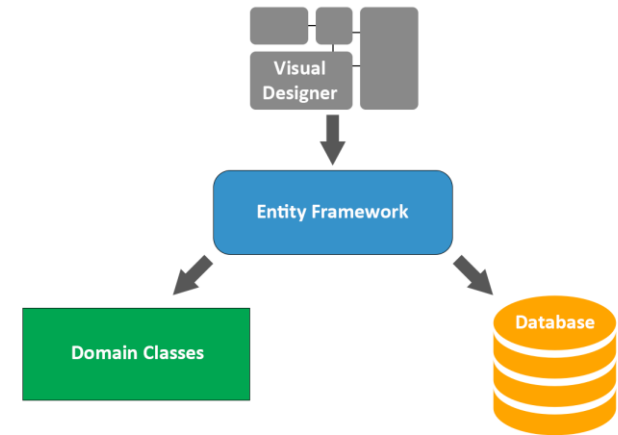 Visual
Designer
Entity Framework
Domain Classes
Database